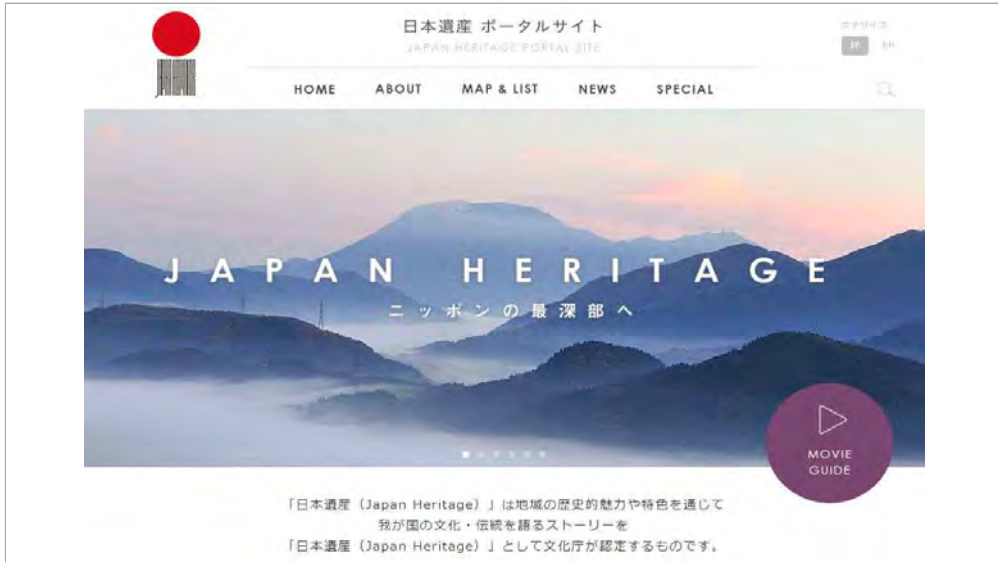 日本遺産 ポータルサイト
JAPAN HERITAGE PORTAL SITE
文字サイズ
JP EN
HOME ABOUT MAP & LIST NEWS SPECIAL
JAPAN HERITAGE
ニッポンの最深部へ
MOVIE
GUIDE
「日本遺産（Japan Heritage）」は地域の歴史的魅力や特色を通じて
我が国の文化・伝統を語るストーリーを
「日本遺産（Japan Heritage）」として文化庁が認定するものです。